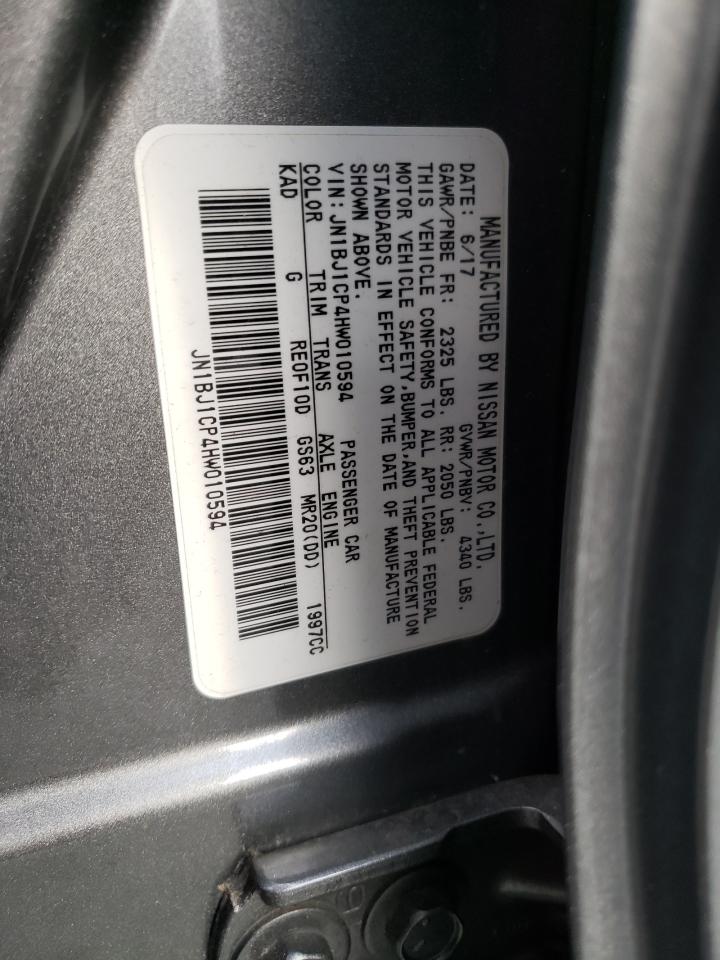 MANUFACTURED BY NISSAN MOTOR CO.,LTD.
DATE: 6/17 GVWR/PNBV: 4340 LBS.
GAWR/PNBE FR: 2325 LBS. RR: 2050 LBS.
THIS VEHICLE CONFORMS TO ALL APPLICABLE FEDERAL
MOTOR VEHICLE SAFETY,BUMPER,AND THEFT PREVENTION
STANDARDS IN EFFECT ON THE DATE OF MANUFACTURE
SHOWN ABOVE.
VIN:JN1BJ1CP4HW010594 PASSENGER CAR
COLOR TRIM TRANS AXLE ENGINE
KAD G RE0F10D GS63 MR20(DD) 1997CC
JN1BJ1CP4HW010594